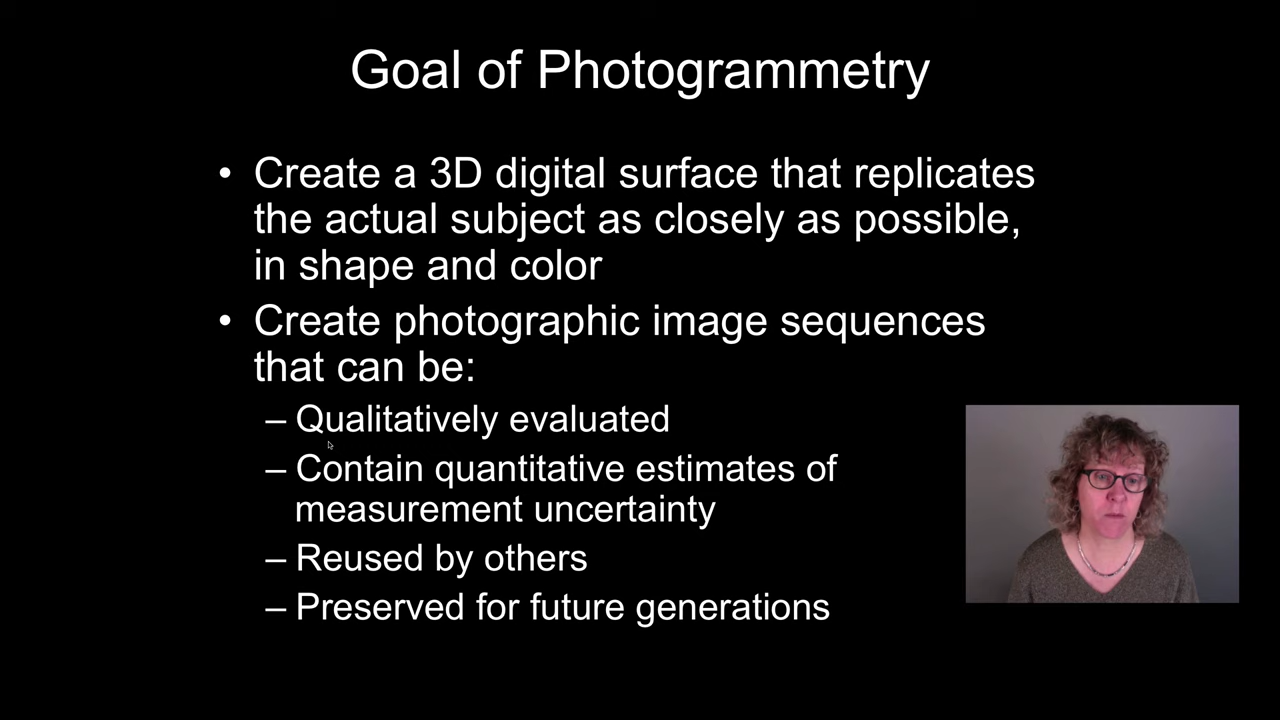 Goal of Photogrammetry
• Create a 3D digital surface that replicates
the actual subject as closely as possible,
in shape and color
• Create photographic image sequences
that can be:
– Qualitatively evaluated
– Contain quantitative estimates of
measurement uncertainty
– Reused by others
– Preserved for future generations